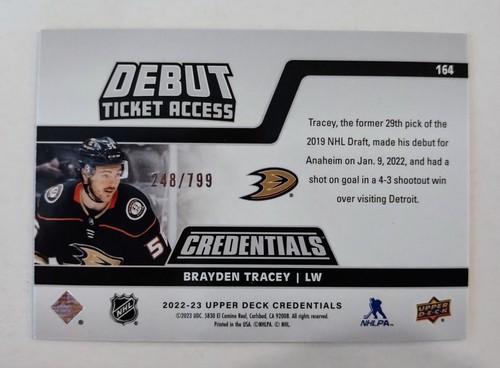 164
DEBUT
TICKET ACCESS
Tracey, the former 29th pick of the
2019 NHL Draft, made his debut for
Anaheim on Jan. 9, 2022, and had a
shot on goal in a 4-3 shootout win
over visiting Detroit.
248/799
5
CREDENTIALS
BRAYDEN TRACEY | LW
2022-23 UPPER DECK CREDENTIALS
©2023 UDC. 5830 El Camino Real, Carlsbad, CA 92008. All rights reserved.
Printed in the USA. ©NHLPA. © NHL.
NHL
NHLPA
UPPER
DECK